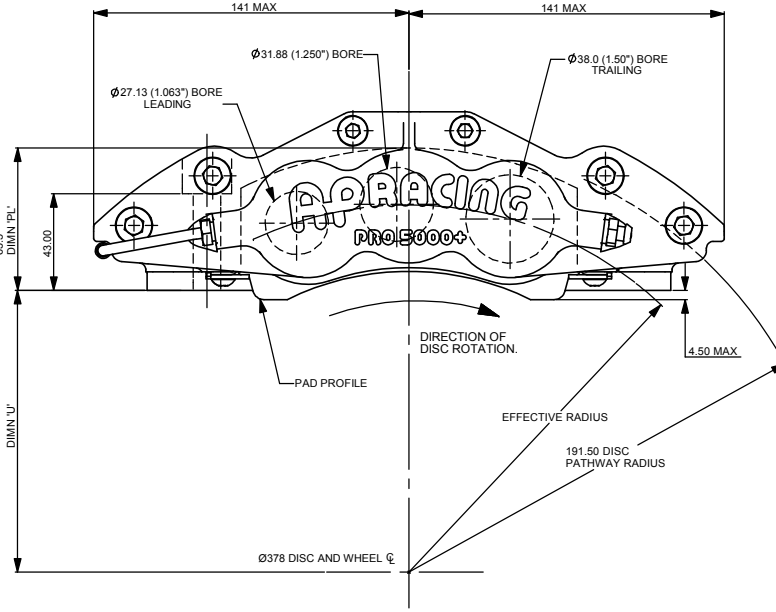 141 MAX
141 MAX
Ø31.88 (1.250") BORE
Ø38.0 (1.50") BORE
TRAILING
Ø27.13 (1.063") BORE
LEADING
AP RACING
PRO 5000+
DIMN 'PL'
43.00
DIRECTION OF
DISC ROTATION.
4.50 MAX
PAD PROFILE
DIMN 'U'
EFFECTIVE RADIUS
191.50 DISC
PATHWAY RADIUS
Ø378 DISC AND WHEEL ℄